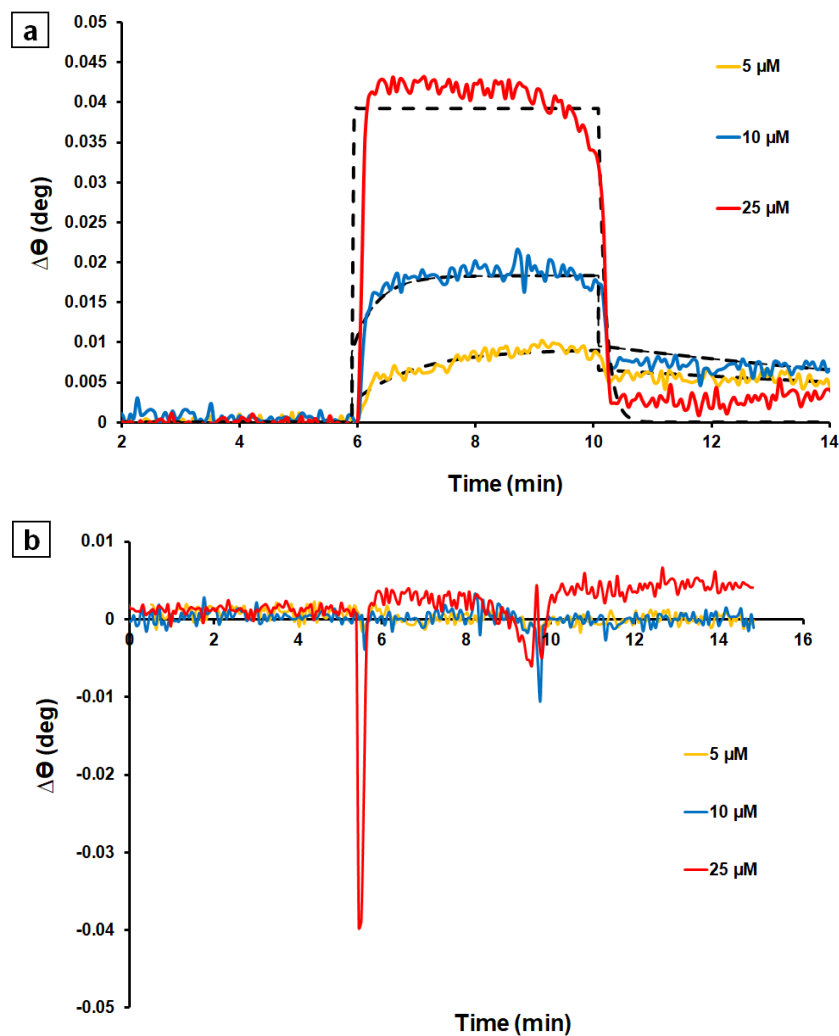 a
0.05
0.045
0.04
0.035
0.03
0.025
0.02
0.015
0.01
0.005
0
ΔΘ (deg)
2 4 6 8 10 12 14
Time (min)
5 µM
10 µM
25 µM
b
0.01
0
-0.01
-0.02
-0.03
-0.04
-0.05
ΔΘ (deg)
0 2 4 6 8 10 12 14 16
5 µM
10 µM
25 µM
Time (min)